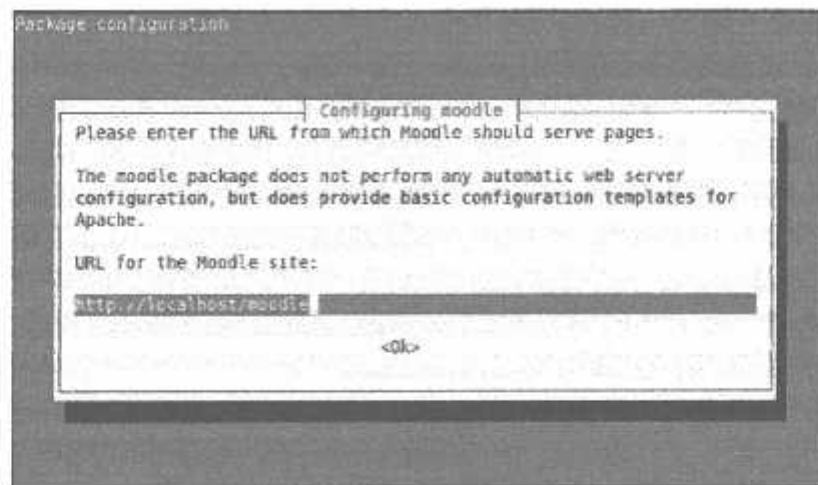 Package configuration
Configuring moodle
Please enter the URL from which Moodle should serve pages.
The moodle package does not perform any automatic web server
configuration, but does provide basic configuration templates for
Apache.
URL for the Moodle site:
http://localhost/moodle
<Ok>